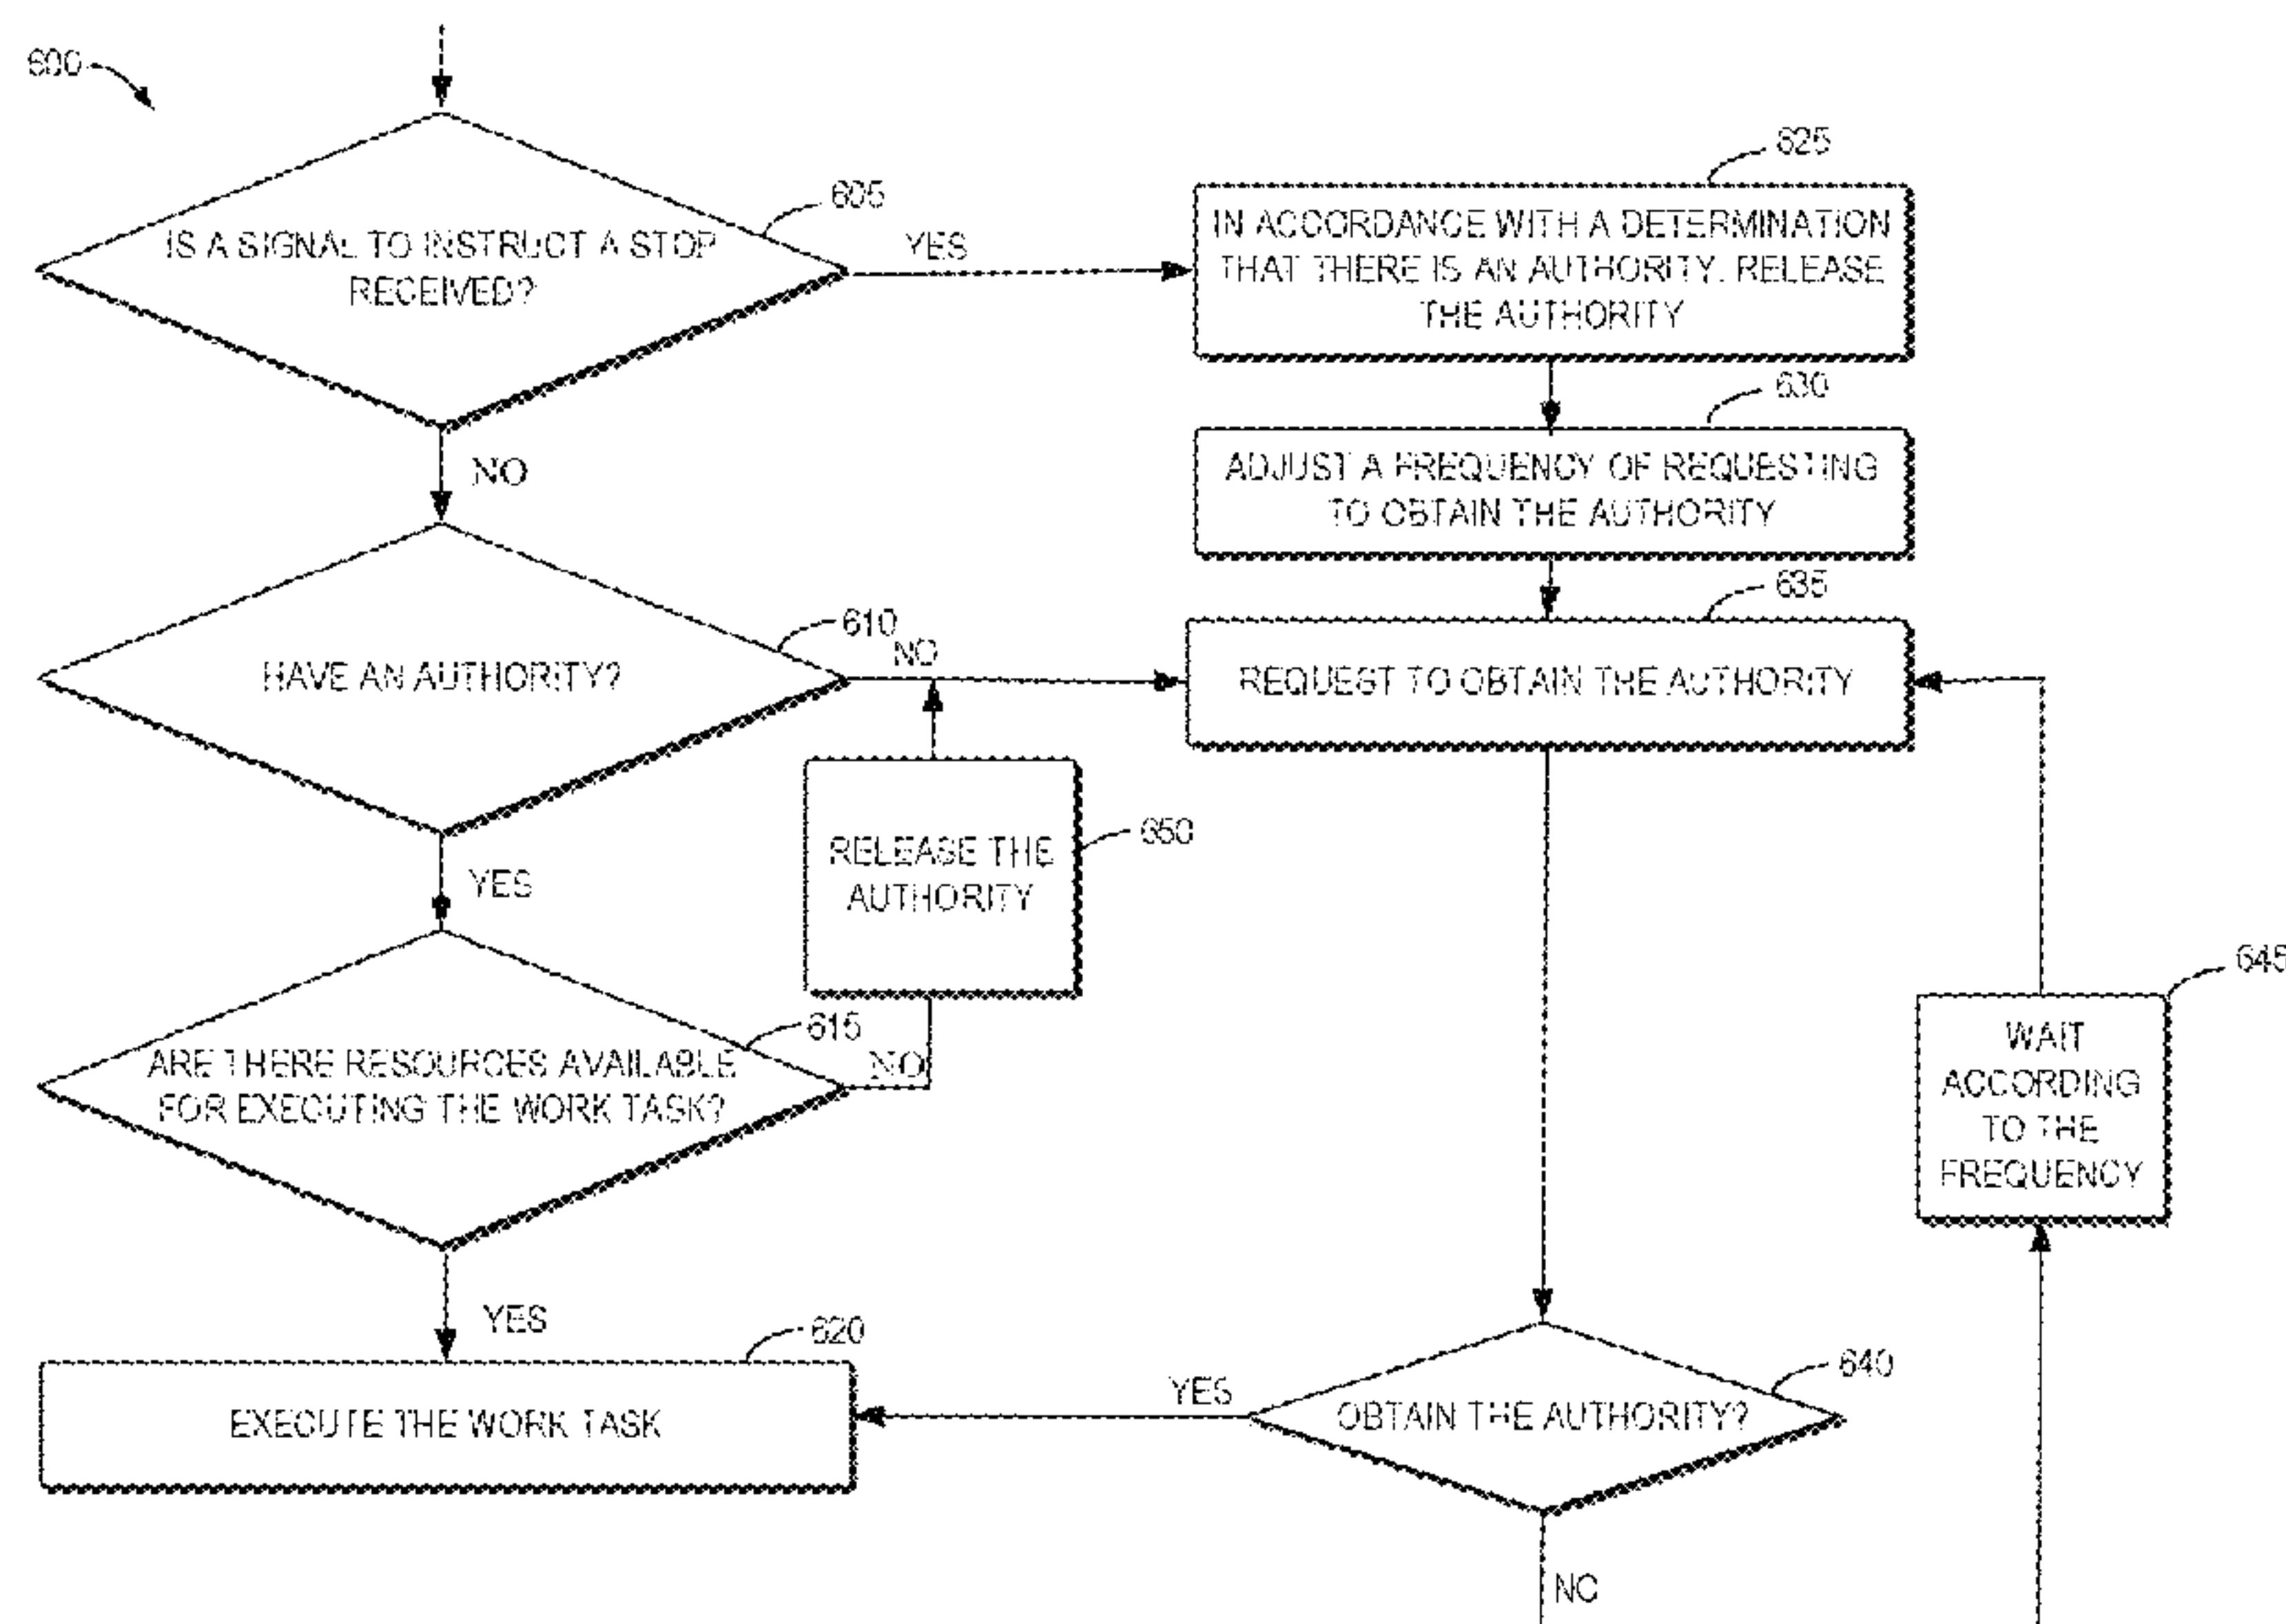 600
IS A SIGNAL TO INSTRUCT A STOP
RECEIVED?
605
YES
625
IN ACCORDANCE WITH A DETERMINATION
THAT THERE IS AN AUTHORITY, RELEASE
THE AUTHORITY
NO
630
ADJUST A FREQUENCY OF REQUESTING
TO OBTAIN THE AUTHORITY
HAVE AN AUTHORITY?
610
NO
635
REQUEST TO OBTAIN THE AUTHORITY
YES
RELEASE THE
AUTHORITY
650
ARE THERE RESOURCES AVAILABLE
FOR EXECUTING THE WORK TASK?
615
NO
645
WAIT
ACCORDING
TO THE
FREQUENCY
YES
620
EXECUTE THE WORK TASK
YES
OBTAIN THE AUTHORITY?
640
NO